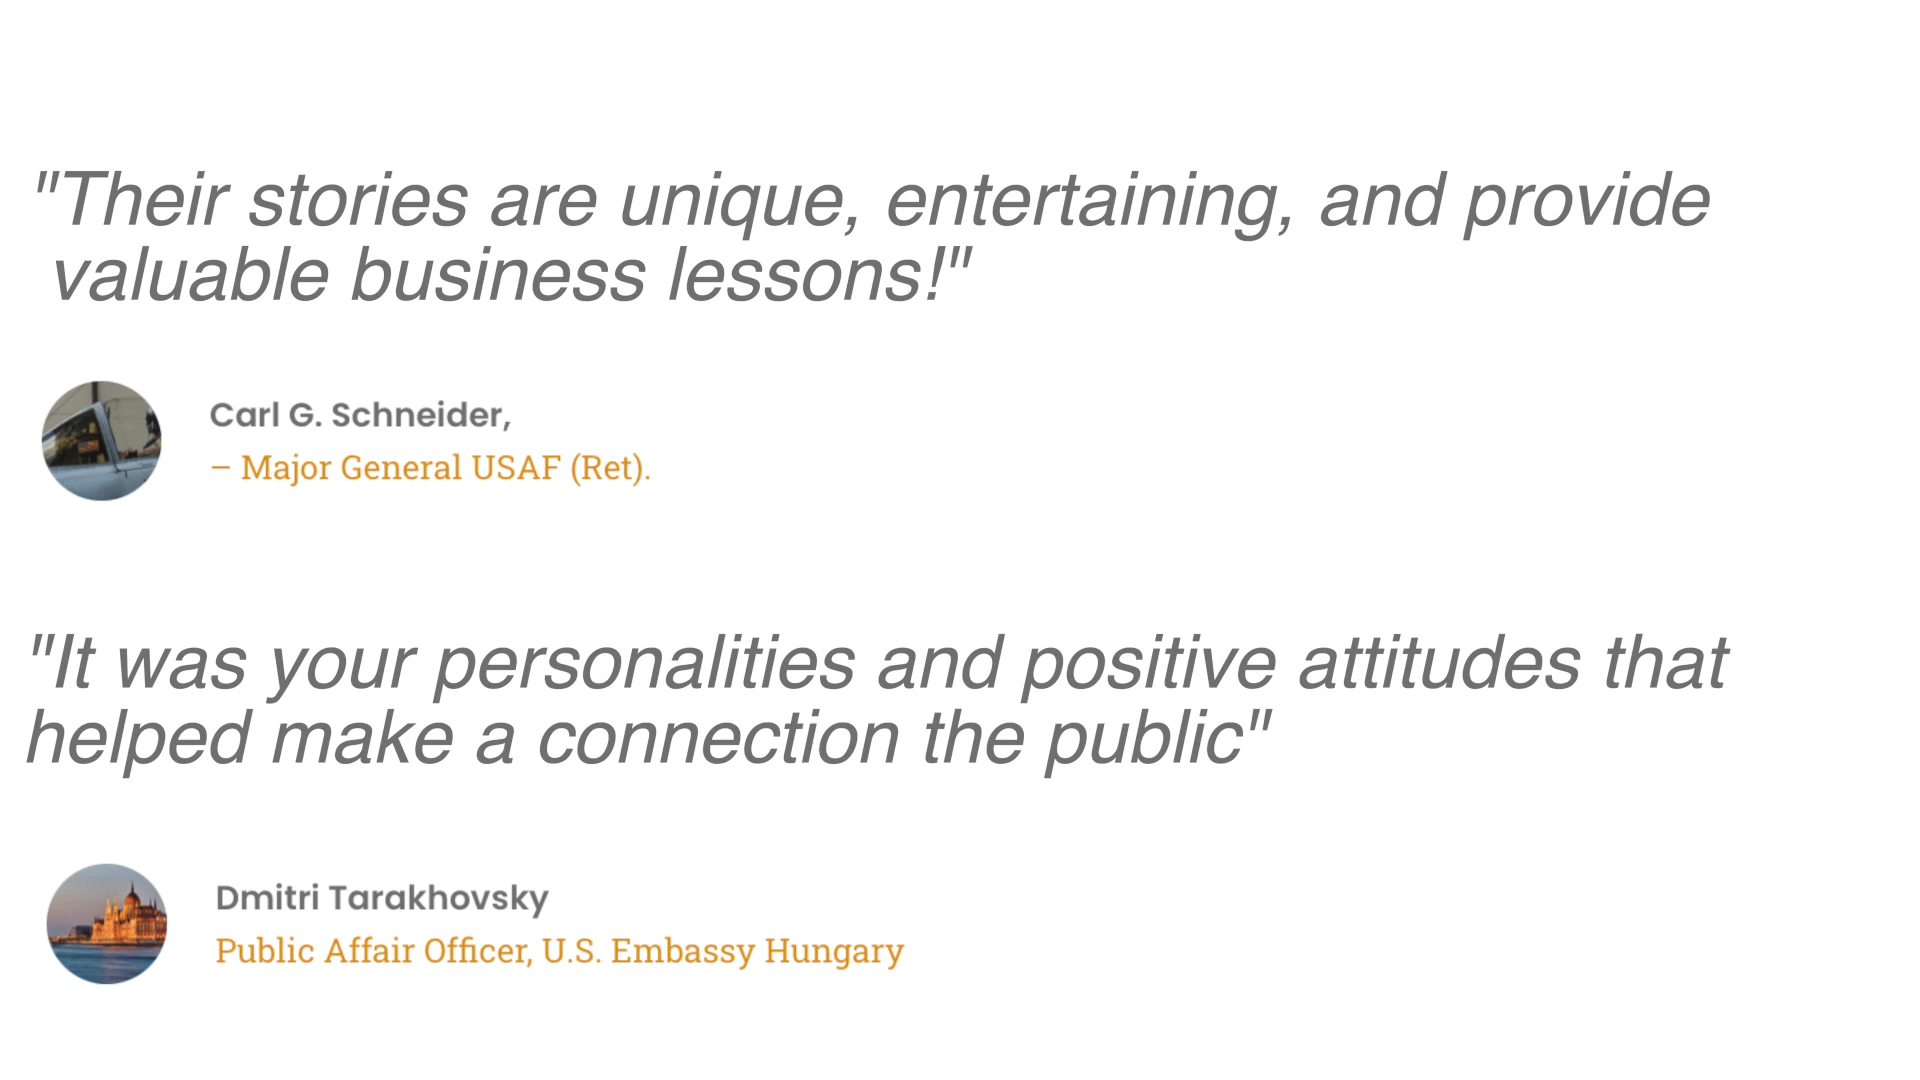 "Their stories are unique, entertaining, and provide
valuable business lessons!"
Carl G. Schneider,
– Major General USAF (Ret).
"It was your personalities and positive attitudes that
helped make a connection the public"
Dmitri Tarakhovsky
Public Affair Officer, U.S. Embassy Hungary